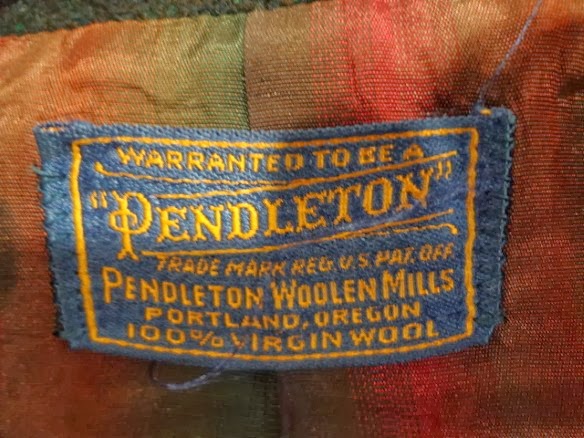 WARRANTED TO BE A
"PENDLETON"
TRADE MARK REG. U.S. PAT. OFF.
PENDLETON WOOLEN MILLS
PORTLAND, OREGON
100% VIRGIN WOOL